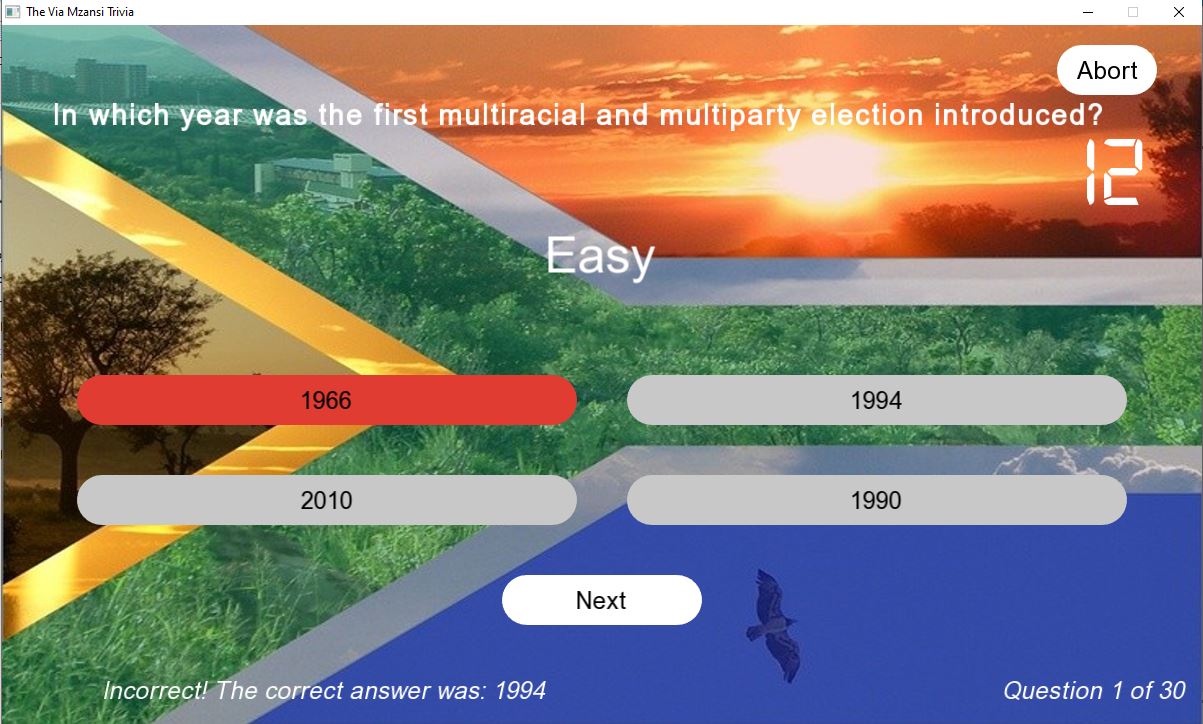 The Via Mzansi Trivia
Abort
In which year was the first multiracial and multiparty election introduced?
12
Easy
1966
1994
2010
1990
Next
Incorrect! The correct answer was: 1994
Question 1 of 30